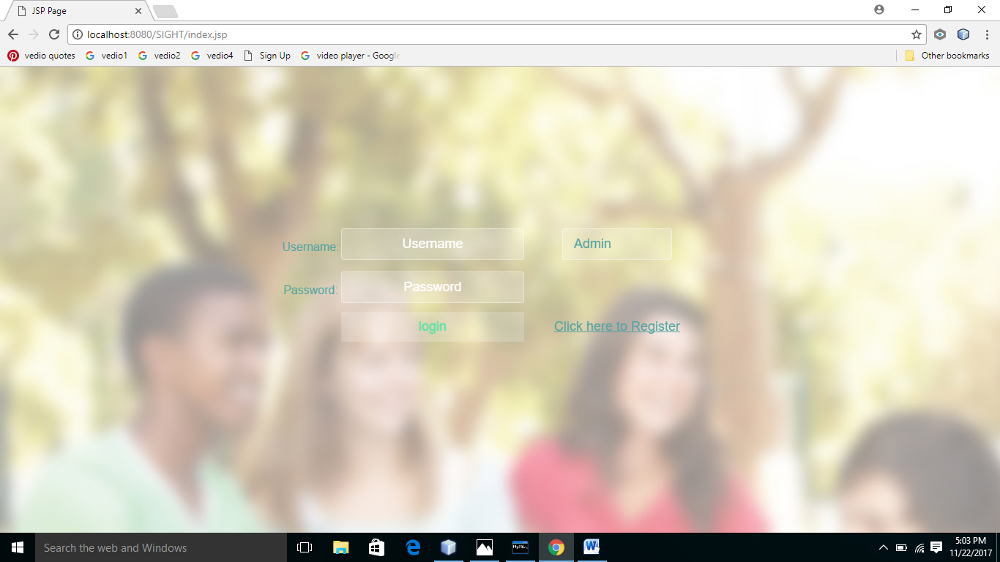 JSP Page
localhost:8080/SIGHT/index.jsp
vedio quotes vedio1 vedio2 vedio4 Sign Up video player - Google Other bookmarks
Username: Username Admin
Password: Password
login Click here to Register
Search the web and Windows
MySQL
5:03 PM
11/22/2017